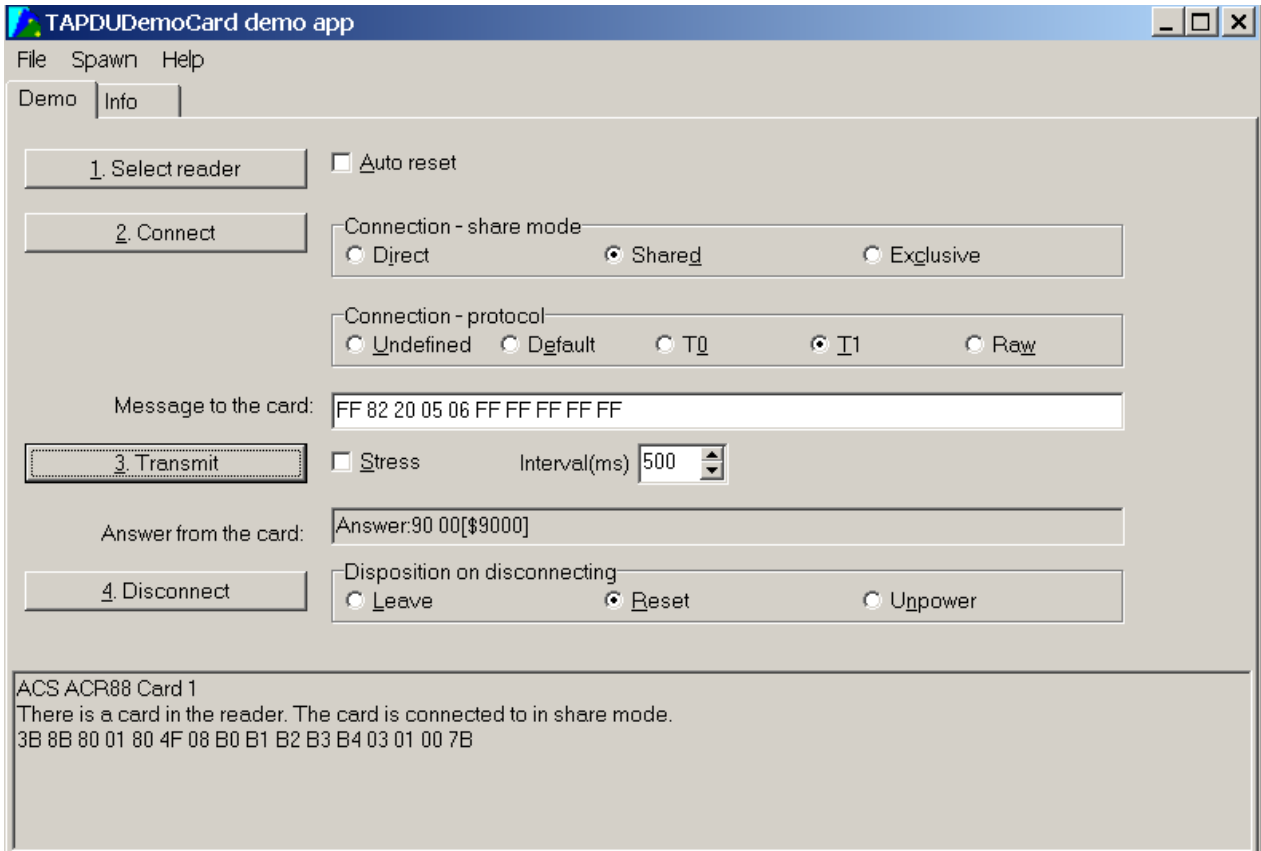 TAPDUDemoCard demo app
File Spawn Help
Demo Info
1. Select reader Auto reset
2. Connect Connection - share mode
Direct Shared Exclusive
Connection - protocol
Undefined Default T0 T1 Raw
Message to the card: FF 82 20 05 06 FF FF FF FF FF
3. Transmit Stress Interval(ms) 500
Answer from the card: Answer:90 00[$9000]
4. Disconnect Disposition on disconnecting
Leave Reset Unpower
ACS ACR88 Card 1
There is a card in the reader. The card is connected to in share mode.
3B 8B 80 01 80 4F 08 B0 B1 B2 B3 B4 03 01 00 7B